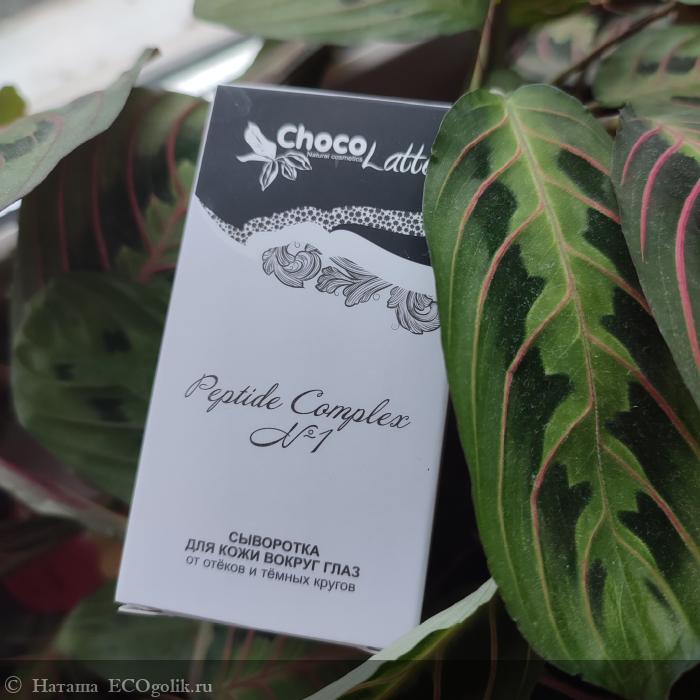 Choco
Latte
Natural cosmetics
Peptide Complex
№1
СЫВОРОТКА
ДЛЯ КОЖИ ВОКРУГ ГЛАЗ
от отёков и тёмных кругов
© Наташа ECOgolik.ru